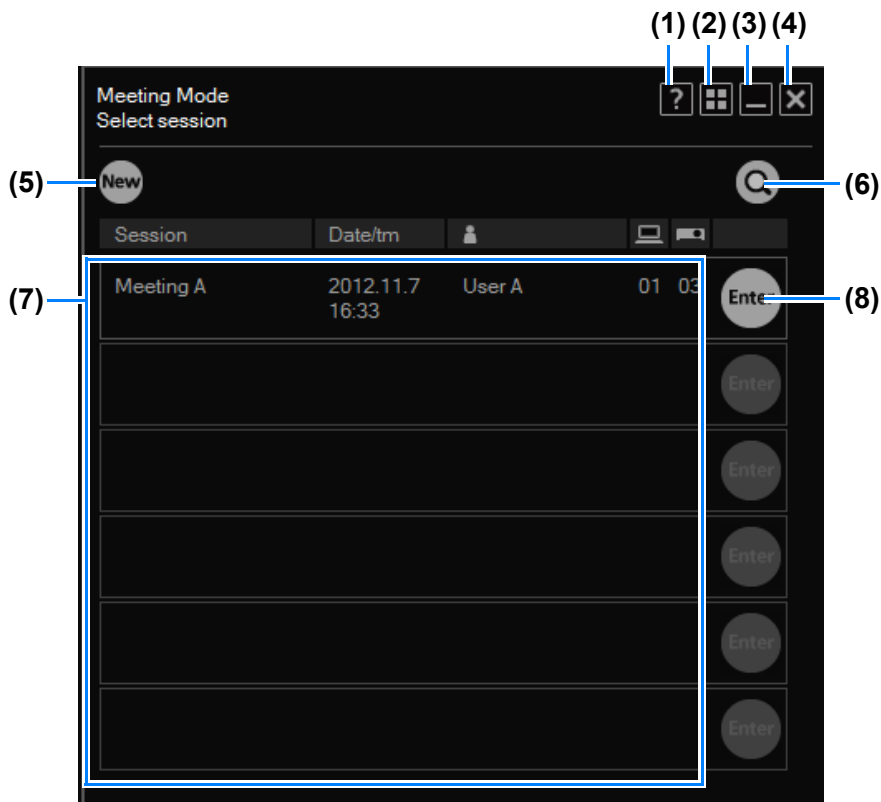 (1) (2) (3) (4)
Meeting Mode
Select session
?
(5) New (6)
Session Date/tm
(7) Meeting A 2012.11.7 User A 01 03 Enter (8)
16:33
Enter
Enter
Enter
Enter
Enter